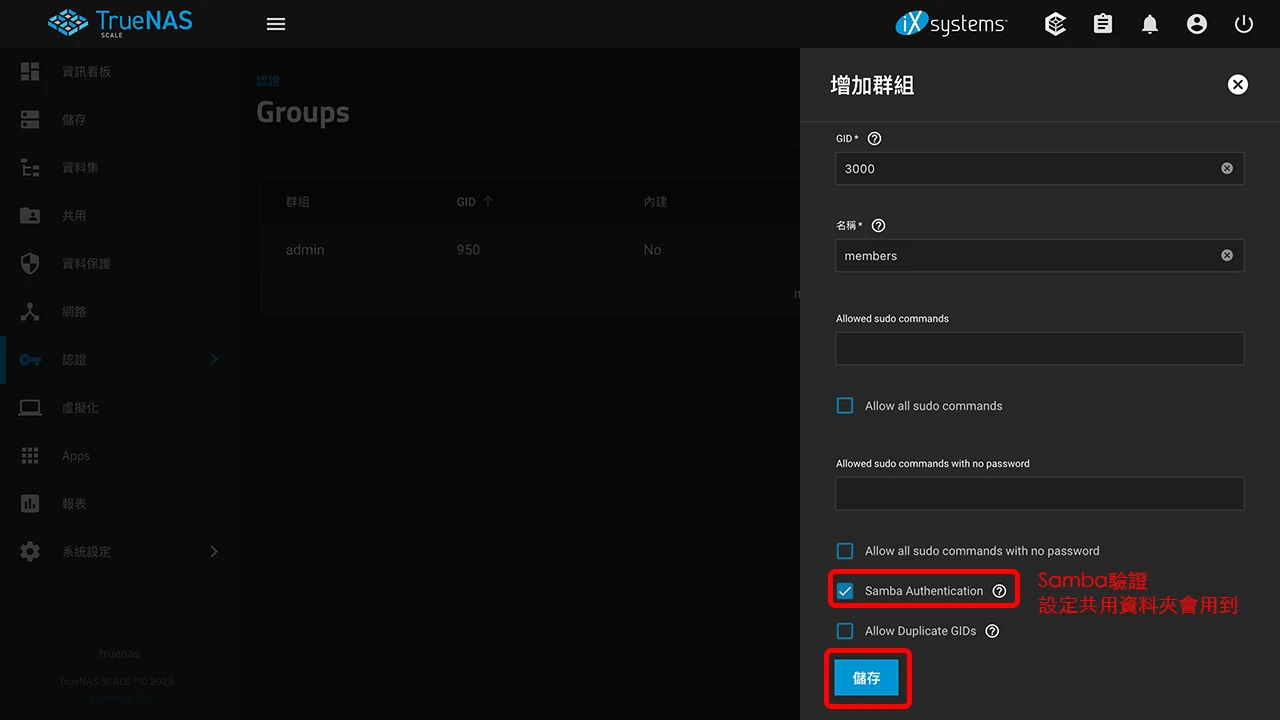 TrueNAS
SCALE
iXsystems
資訊看板
儲存
資料集
共用
資料保護
網路
認證
虛擬化
Apps
報表
系統設定
truenas
TrueNAS SCALE ® © 2023
認證
Groups
群組
GID
內建
admin
950
No
增加群組
GID *
3000
名稱 *
members
Allowed sudo commands
Allow all sudo commands
Allowed sudo commands with no password
Allow all sudo commands with no password
Samba Authentication
Samba驗證
設定共用資料夾會用到
Allow Duplicate GIDs
儲存